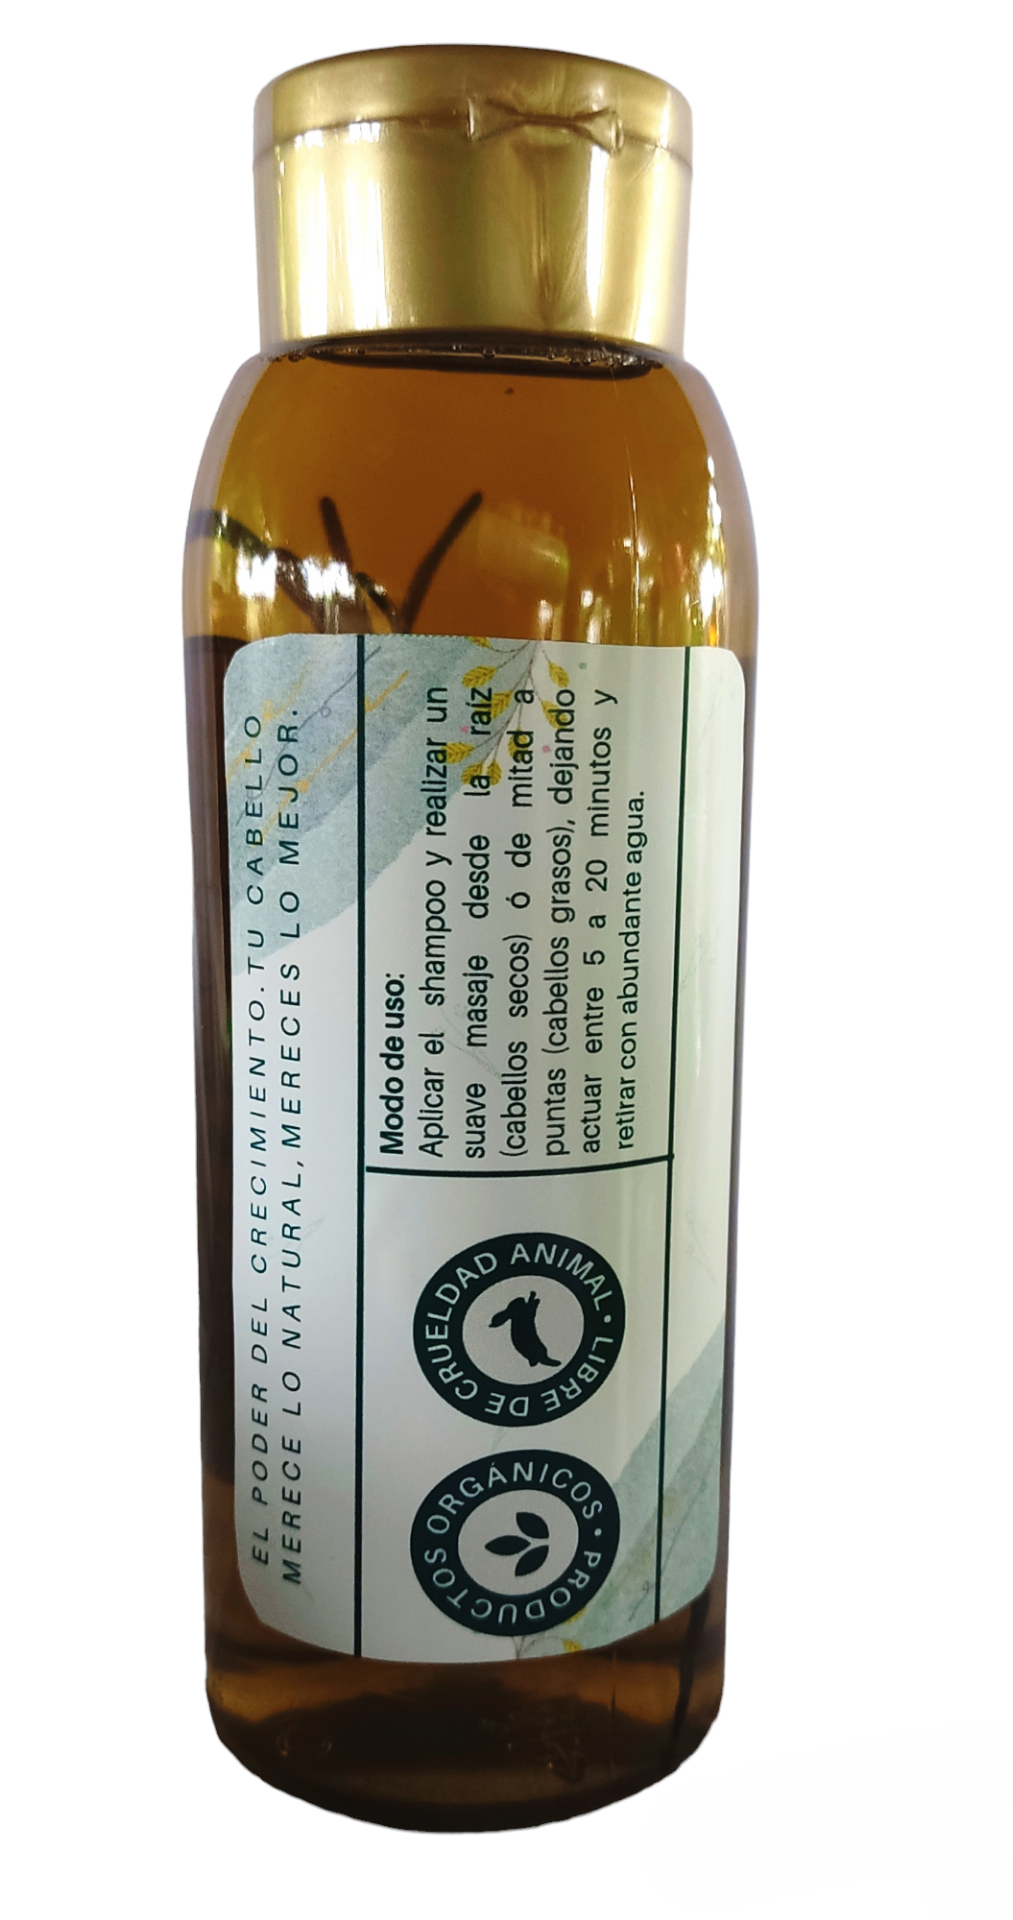 EL PODER DEL CRECIMIENTO.TU CABELLO
MERECE LO NATURAL, MERECES LO MEJOR.
PRODUCTOS ORGÁNICOS •
LIBRE DE CRUELDAD ANIMAL •
Modo de uso:
Aplicar el shampoo y realizar un
suave masaje desde la raíz
(cabellos secos) ó de mitad a
puntas (cabellos grasos), dejando
actuar entre 5 a 20 minutos y
retirar con abundante agua.